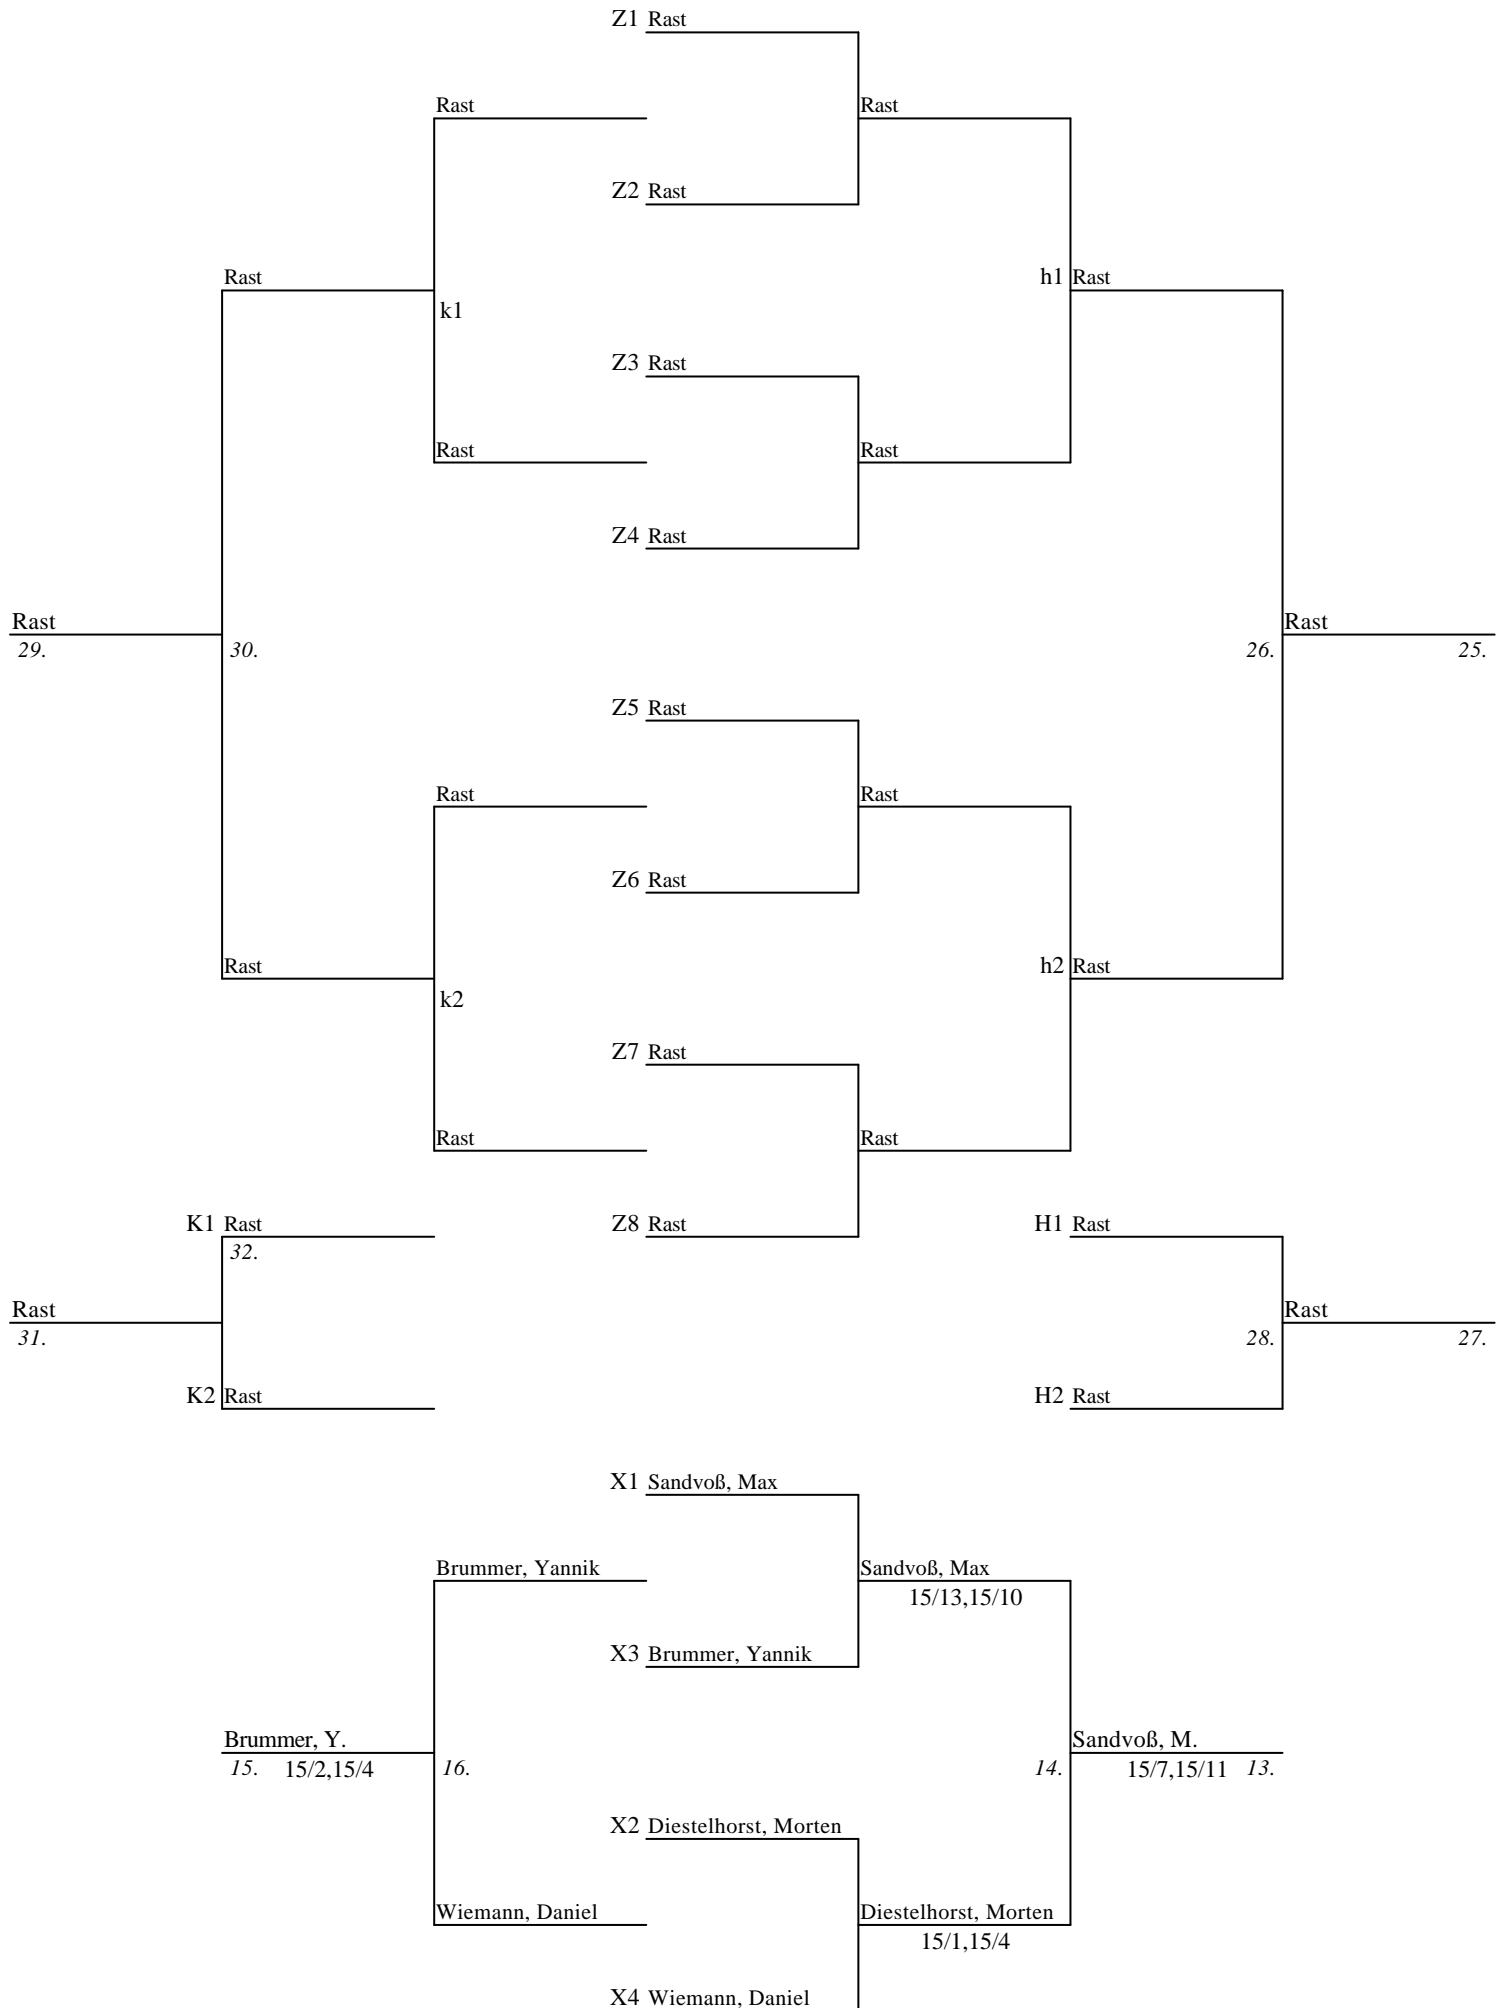 Z1 Rast
Rast Rast
Z2 Rast
Rast h1 Rast
k1
Z3 Rast
Rast Rast
Z4 Rast
Rast Rast
29. 30. 26. 25.
Z5 Rast
Rast Rast
Z6 Rast
Rast h2 Rast
k2
Z7 Rast
Rast Rast
K1 Rast Z8 Rast H1 Rast
32.
Rast Rast
31. 28. 27.
K2 Rast H2 Rast
X1 Sandvoß, Max
Brummer, Yannik Sandvoß, Max
15/13,15/10
X3 Brummer, Yannik
Brummer, Y. Sandvoß, M.
15. 15/2,15/4 16. 14. 15/7,15/11 13.
X2 Diestelhorst, Morten
Wiemann, Daniel Diestelhorst, Morten
15/1,15/4
X4 Wiemann, Daniel